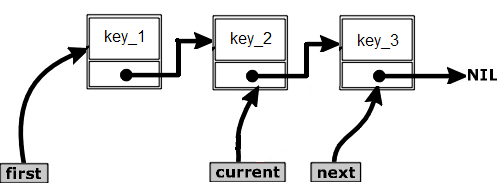 key_1
key_2
key_3
NIL
first
current
next